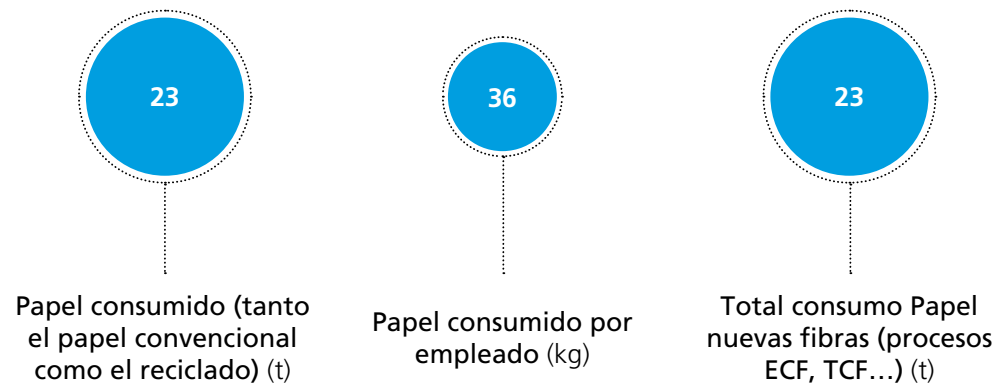 23
36
23
Papel consumido (tanto
el papel convencional
como el reciclado) (t)
Papel consumido por
empleado (kg)
Total consumo Papel
nuevas fibras (procesos
ECF, TCF…) (t)